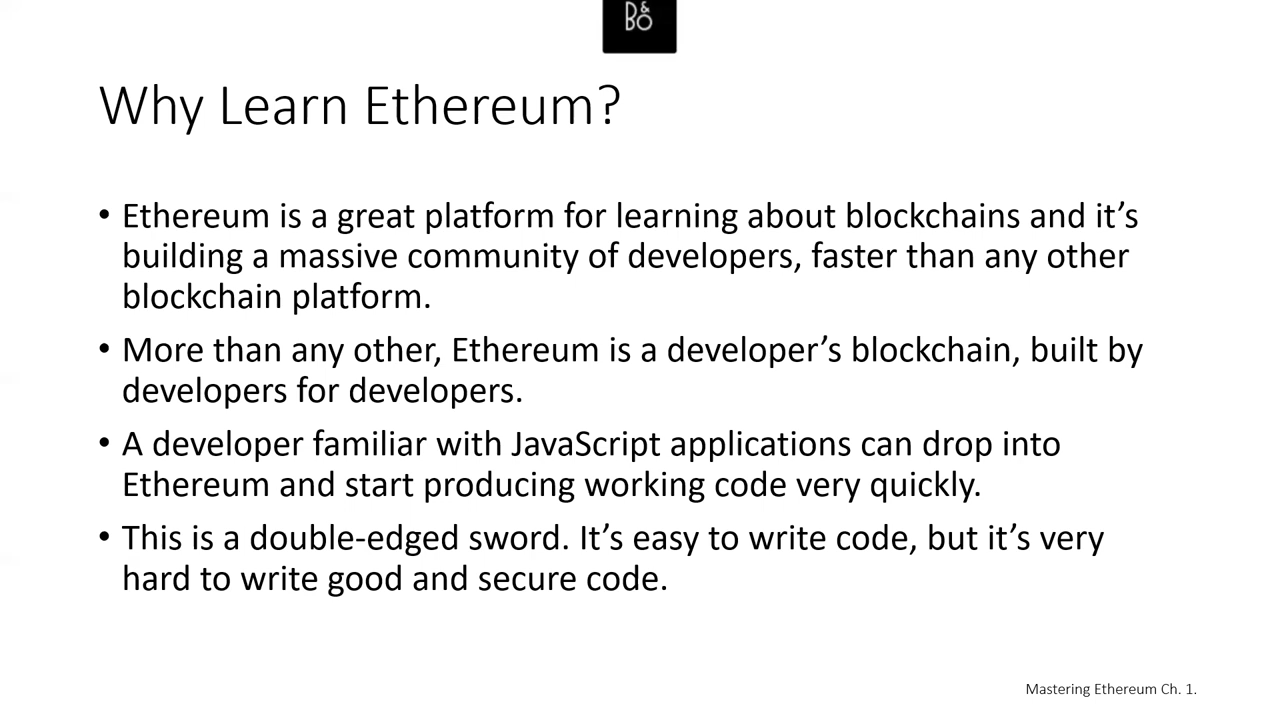 D&
BO
Why Learn Ethereum?
• Ethereum is a great platform for learning about blockchains and it’s
building a massive community of developers, faster than any other
blockchain platform.
• More than any other, Ethereum is a developer’s blockchain, built by
developers for developers.
• A developer familiar with JavaScript applications can drop into
Ethereum and start producing working code very quickly.
• This is a double-edged sword. It’s easy to write code, but it’s very
hard to write good and secure code.
Mastering Ethereum Ch. 1.